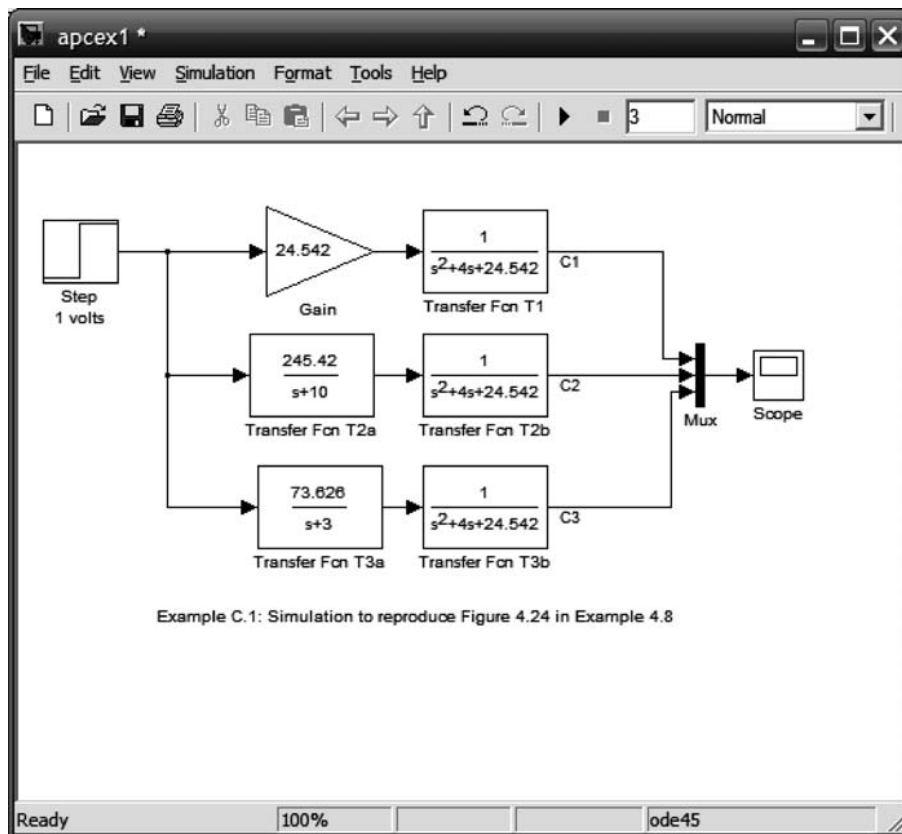 apcex1 *
File Edit View Simulation Format Tools Help
3 Normal
Step
1 volts
24.542
Gain
1
s²+4s+24.542
Transfer Fcn T1
C1
245.42
s+10
Transfer Fcn T2a
1
s²+4s+24.542
Transfer Fcn T2b
C2
73.626
s+3
Transfer Fcn T3a
1
s²+4s+24.542
Transfer Fcn T3b
C3
Mux
Scope
Example C.1: Simulation to reproduce Figure 4.24 in Example 4.8
Ready 100% ode45